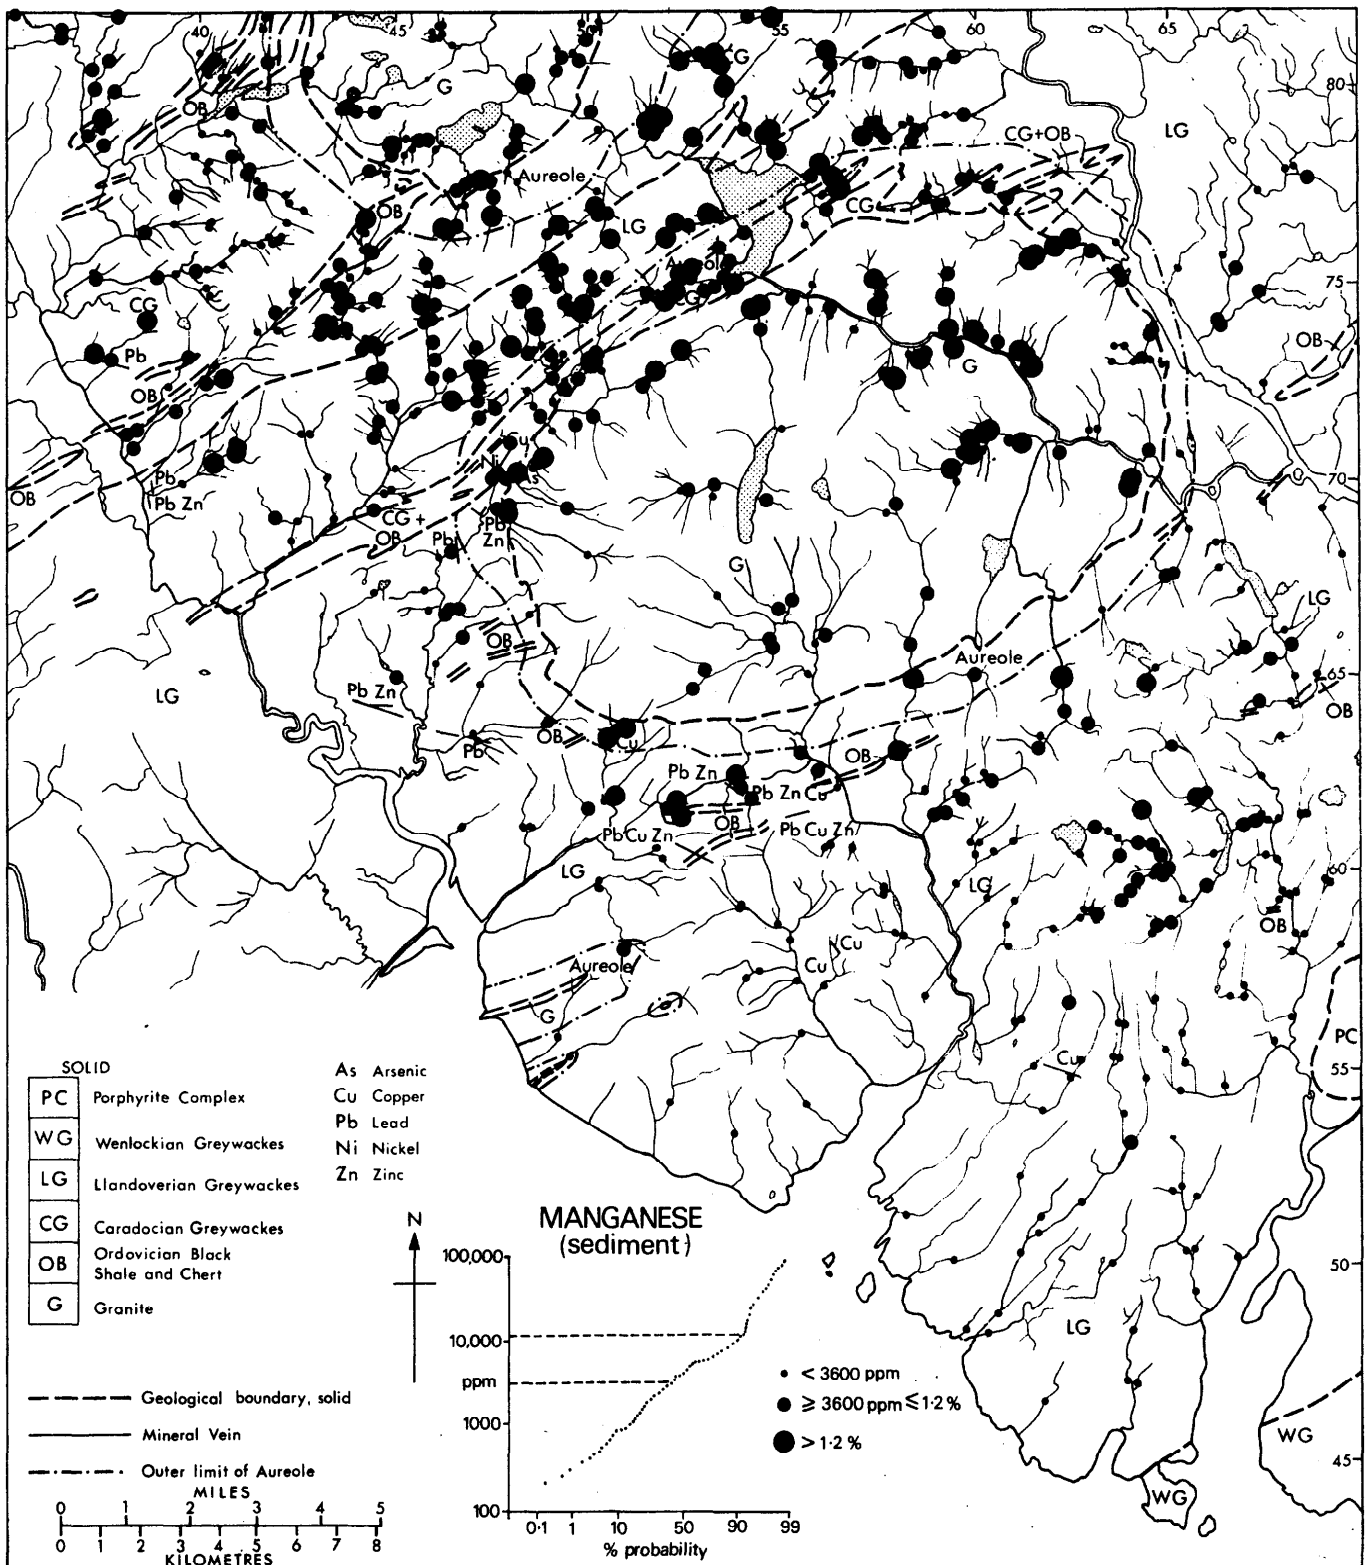 40 45 50 55 60 65
G
G
80
OB
CG+OB
LG
Aureole
OB
CG
LG
Aureole
75
CG
CG
Pb
OB
G
OB
Cu
Ni
As
Pb
70
OB
Pb Zn
CG +
OB
Pb
Pb
Zn
G
LG
OB
Aureole
65
LG
Pb Zn
OB
Pb
OB
Cu
OB
Pb Zn
Pb Zn Cu
OB
Pb Cu Zn
Pb Cu Zn
60
LG
LG
OB
Cu
Aureole
Cu
G
PC
Cu
55
SOLID
PC Porphyrite Complex
WG Wenlockian Greywackes
LG Llandoverian Greywackes
CG Caradocian Greywackes
OB Ordovician Black
Shale and Chert
G Granite
As Arsenic
Cu Copper
Pb Lead
Ni Nickel
Zn Zinc
N
MANGANESE
(sediment)
100,000
10,000
ppm
1000
100
0·1 1 10 50 90 99
% probability
< 3600 ppm
≥ 3600 ppm ≤ 1·2 %
> 1·2 %
50
LG
45
WG
WG
Geological boundary, solid
Mineral Vein
Outer limit of Aureole
MILES
0 1 2 3 4 5
0 1 2 3 4 5 6 7 8
KILOMETRES